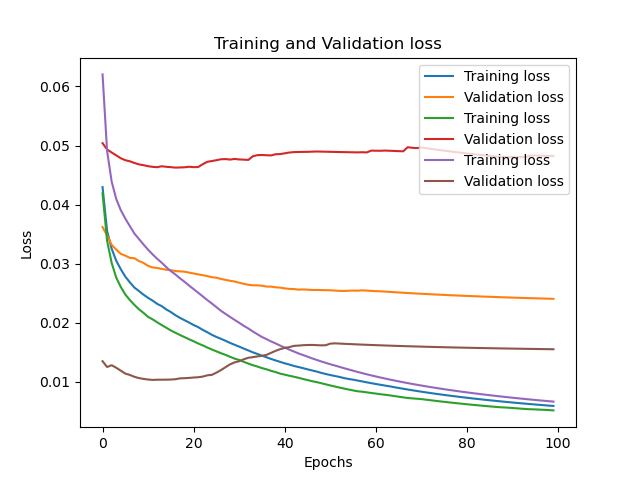 Training and Validation loss
Loss
0.06
0.05
0.04
0.03
0.02
0.01
Training loss
Validation loss
Training loss
Validation loss
Training loss
Validation loss
0 20 40 60 80 100
Epochs